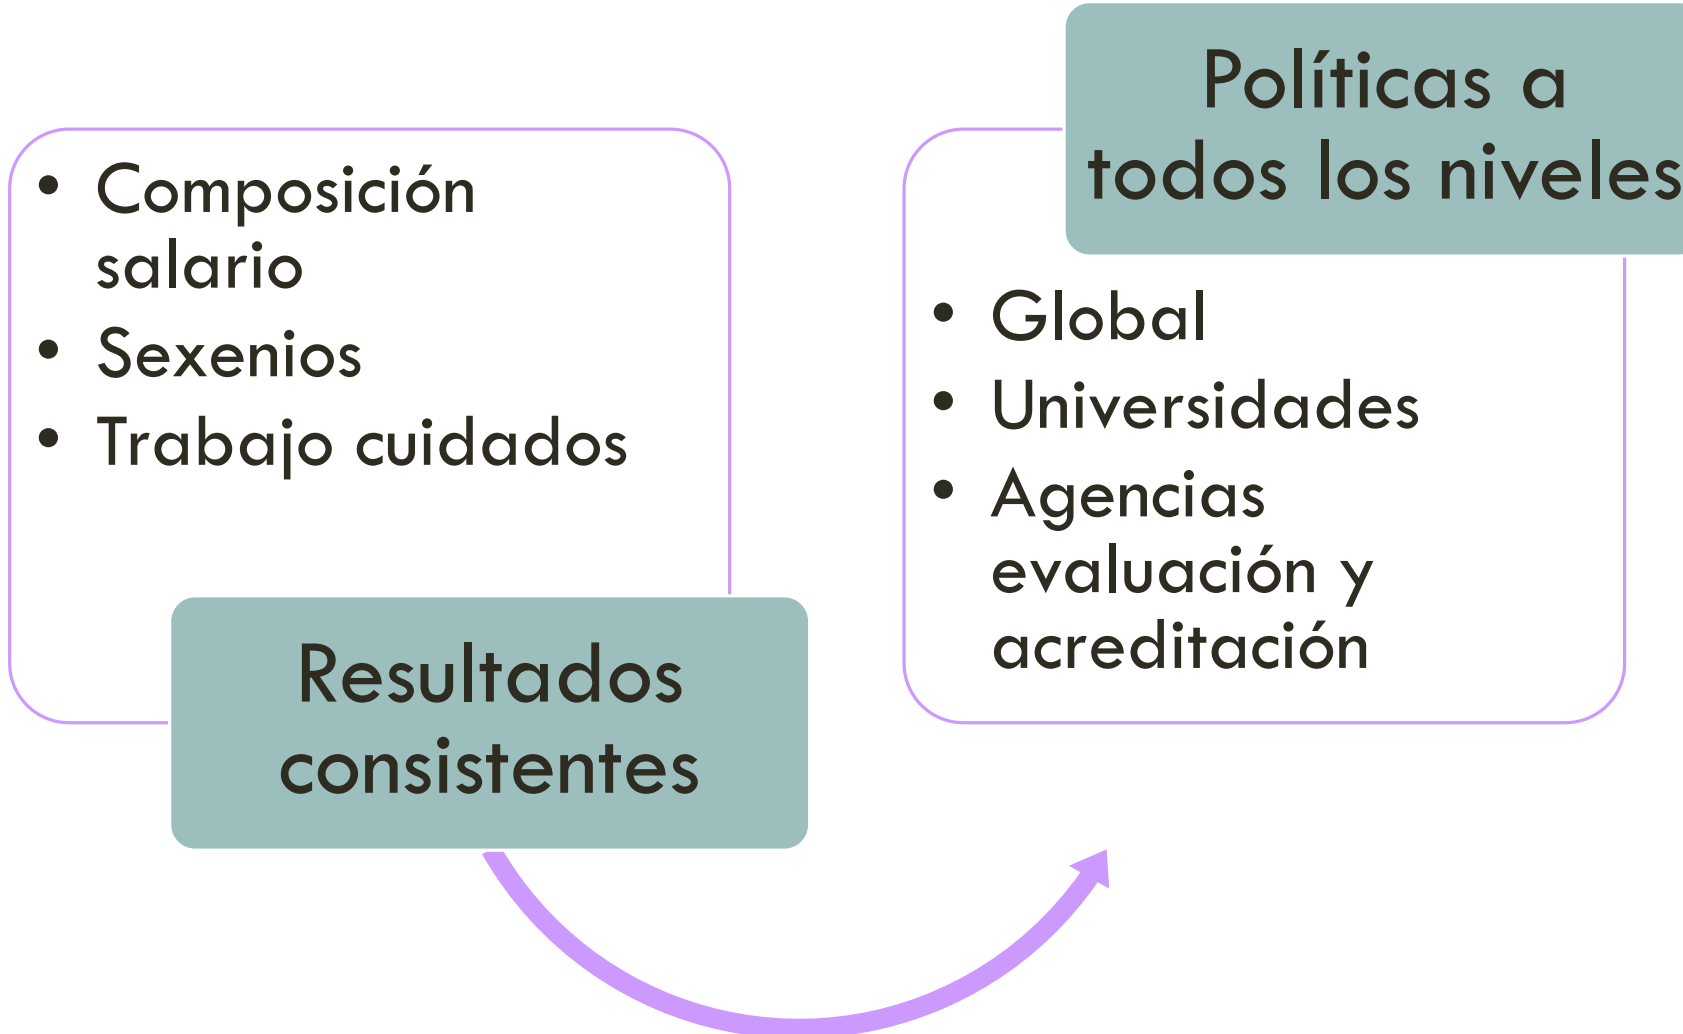 • Composición
salario
• Sexenios
• Trabajo cuidados
Resultados
consistentes
Políticas a
todos los niveles
• Global
• Universidades
• Agencias
evaluación y
acreditación